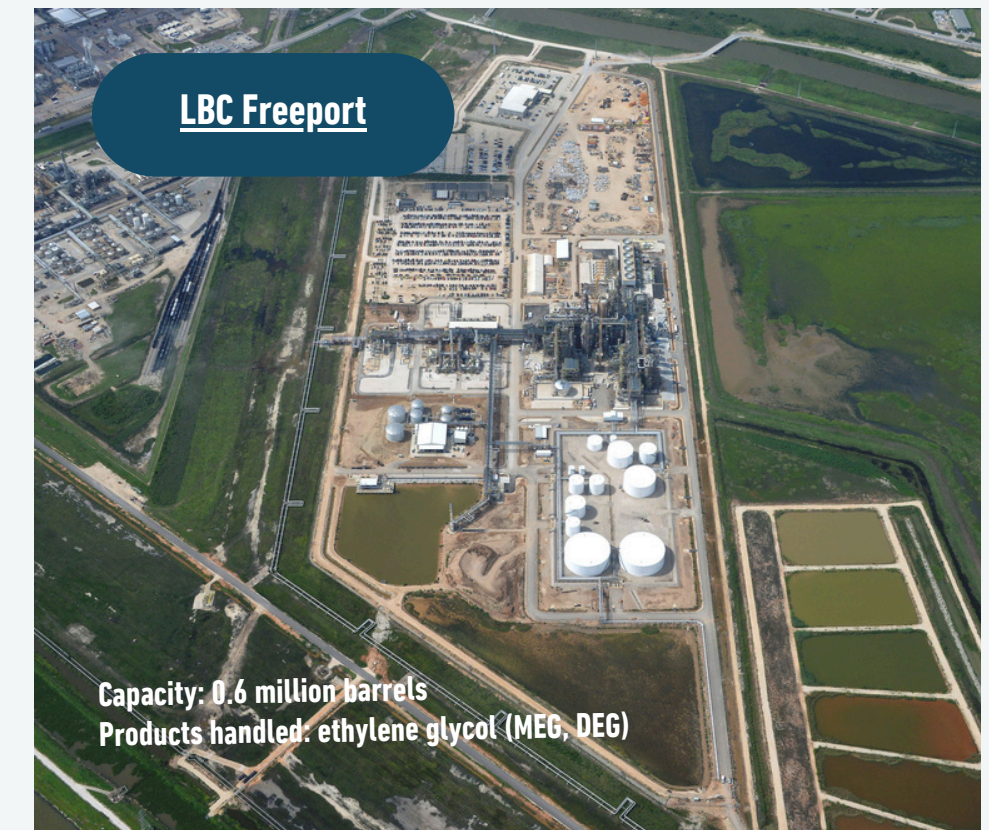 LBC Freeport
Capacity: 0.6 million barrels
Products handled: ethylene glycol (MEG, DEG)